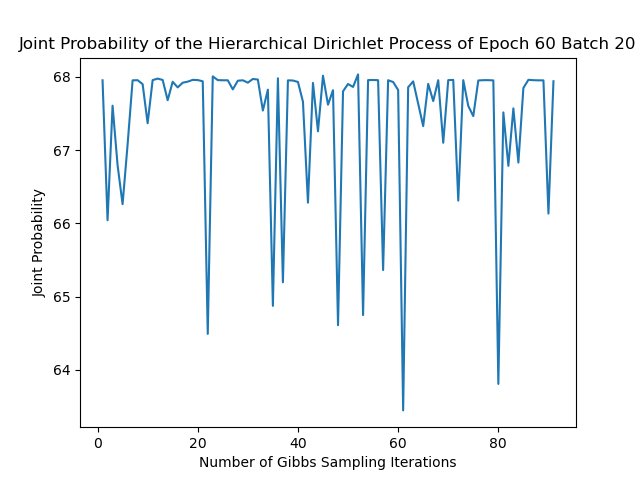 Joint Probability of the Hierarchical Dirichlet Process of Epoch 60 Batch 20
68
67
66
65
64
Joint Probability
0 20 40 60 80
Number of Gibbs Sampling Iterations